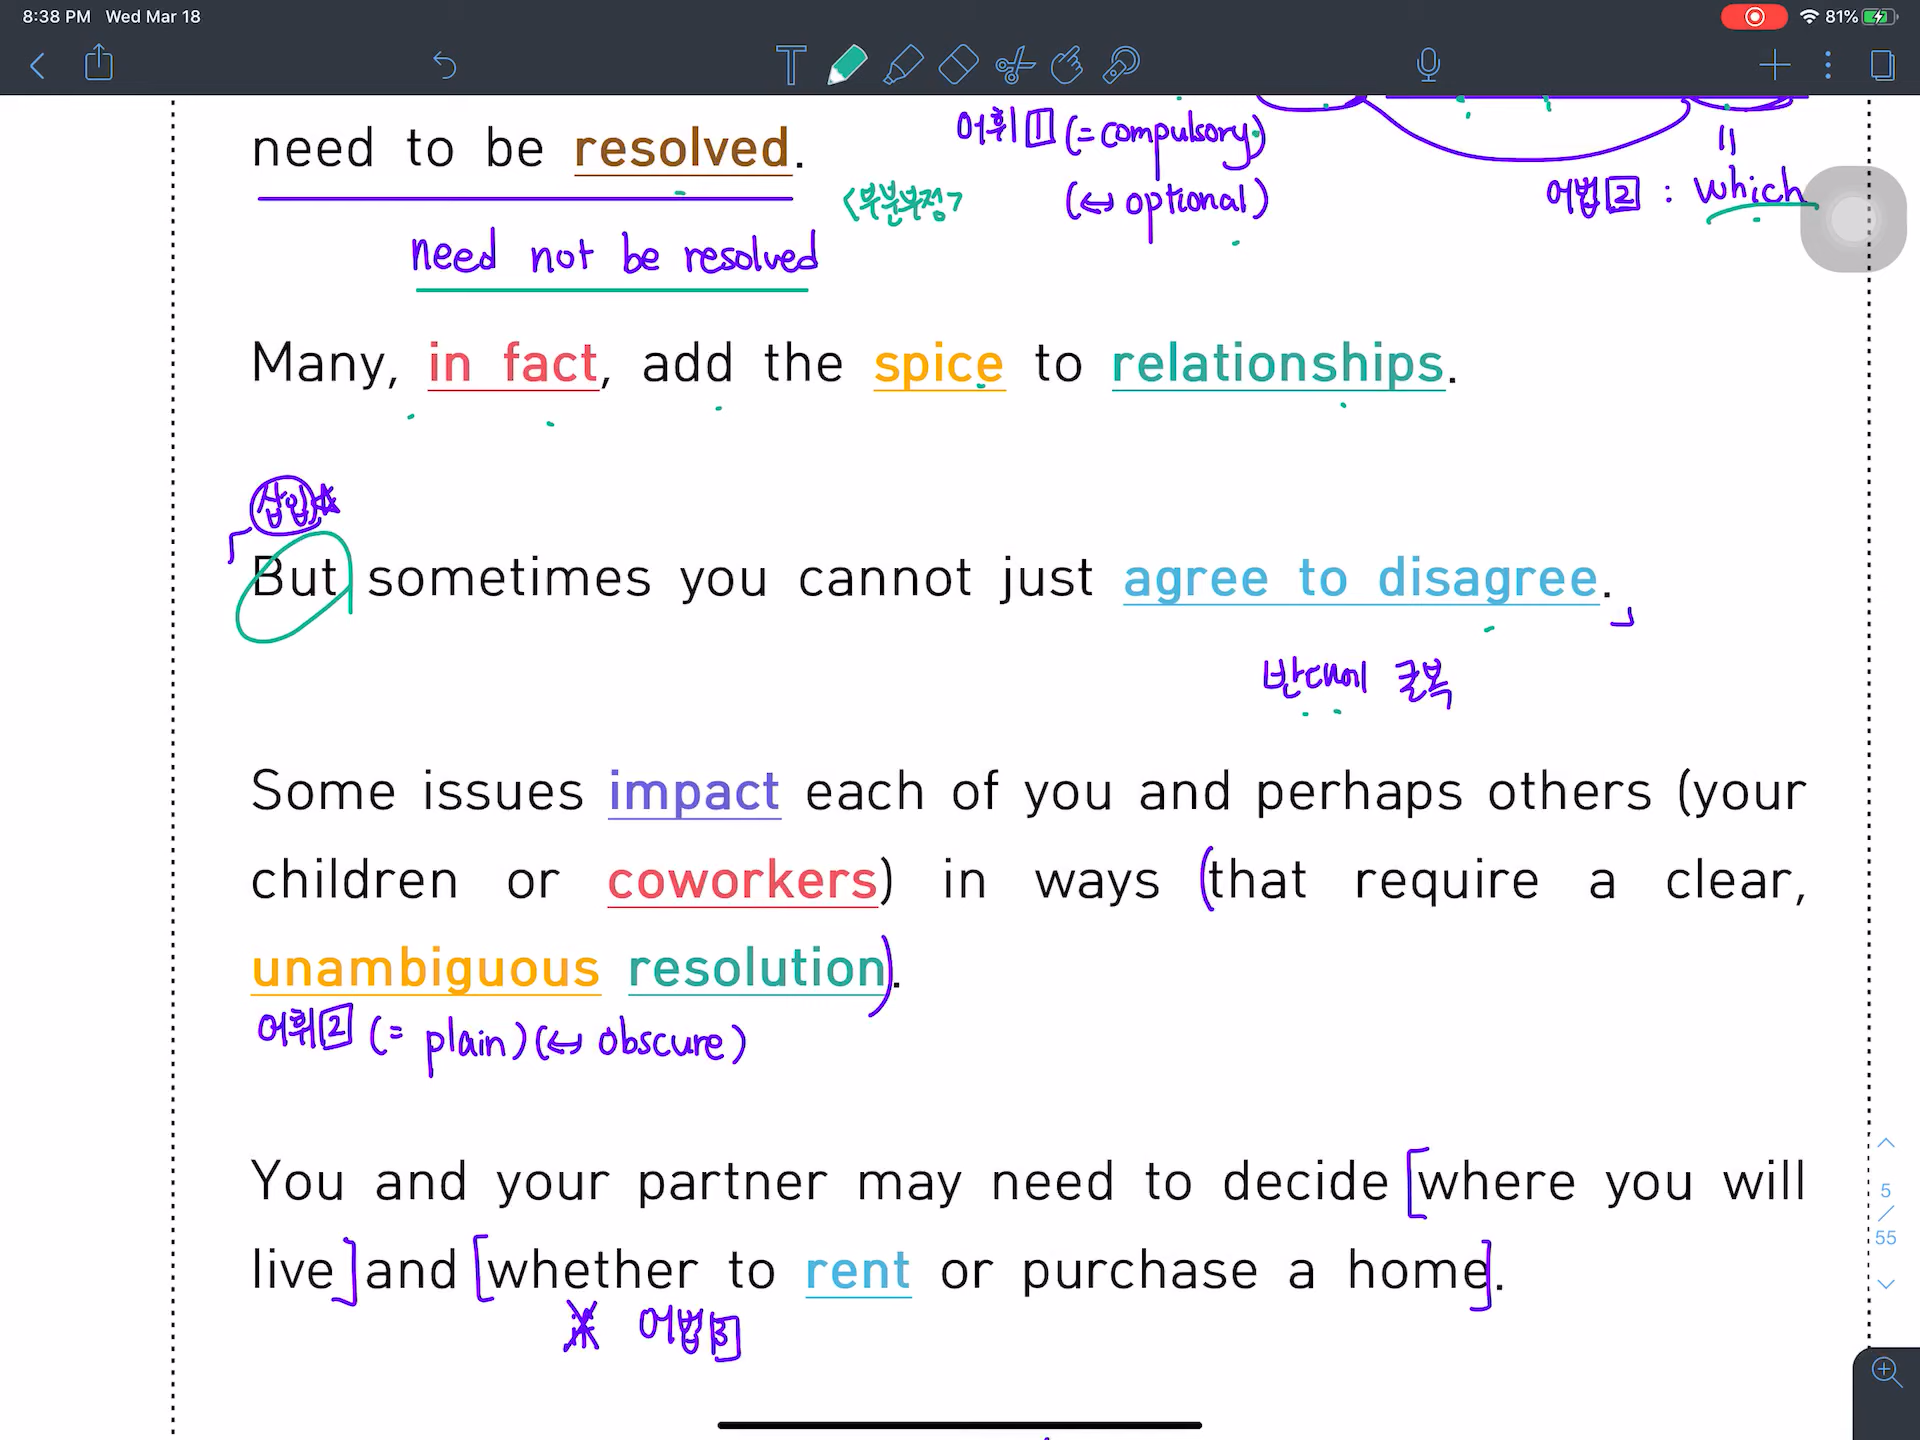 8:38 PM Wed Mar 18
81%
need to be resolved.
어휘 1 (= compulsory)
(↔ optional)
<부분부정>
||
어법 2 : which
need not be resolved
Many, in fact, add the spice to relationships.
삽입☆
But sometimes you cannot just agree to disagree.
반대에 굴복
Some issues impact each of you and perhaps others (your
children or coworkers) in ways (that require a clear,
unambiguous resolution).
어휘 2 (= plain) (↔ obscure)
You and your partner may need to decide [where you will
live] and [whether to rent or purchase a home].
어법 3
5
/
55